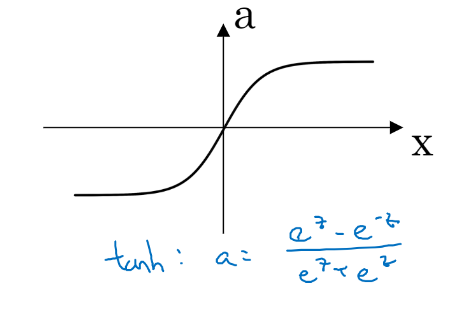 a
x
tanh: a = (e^z - e^-z) / (e^z + e^z)